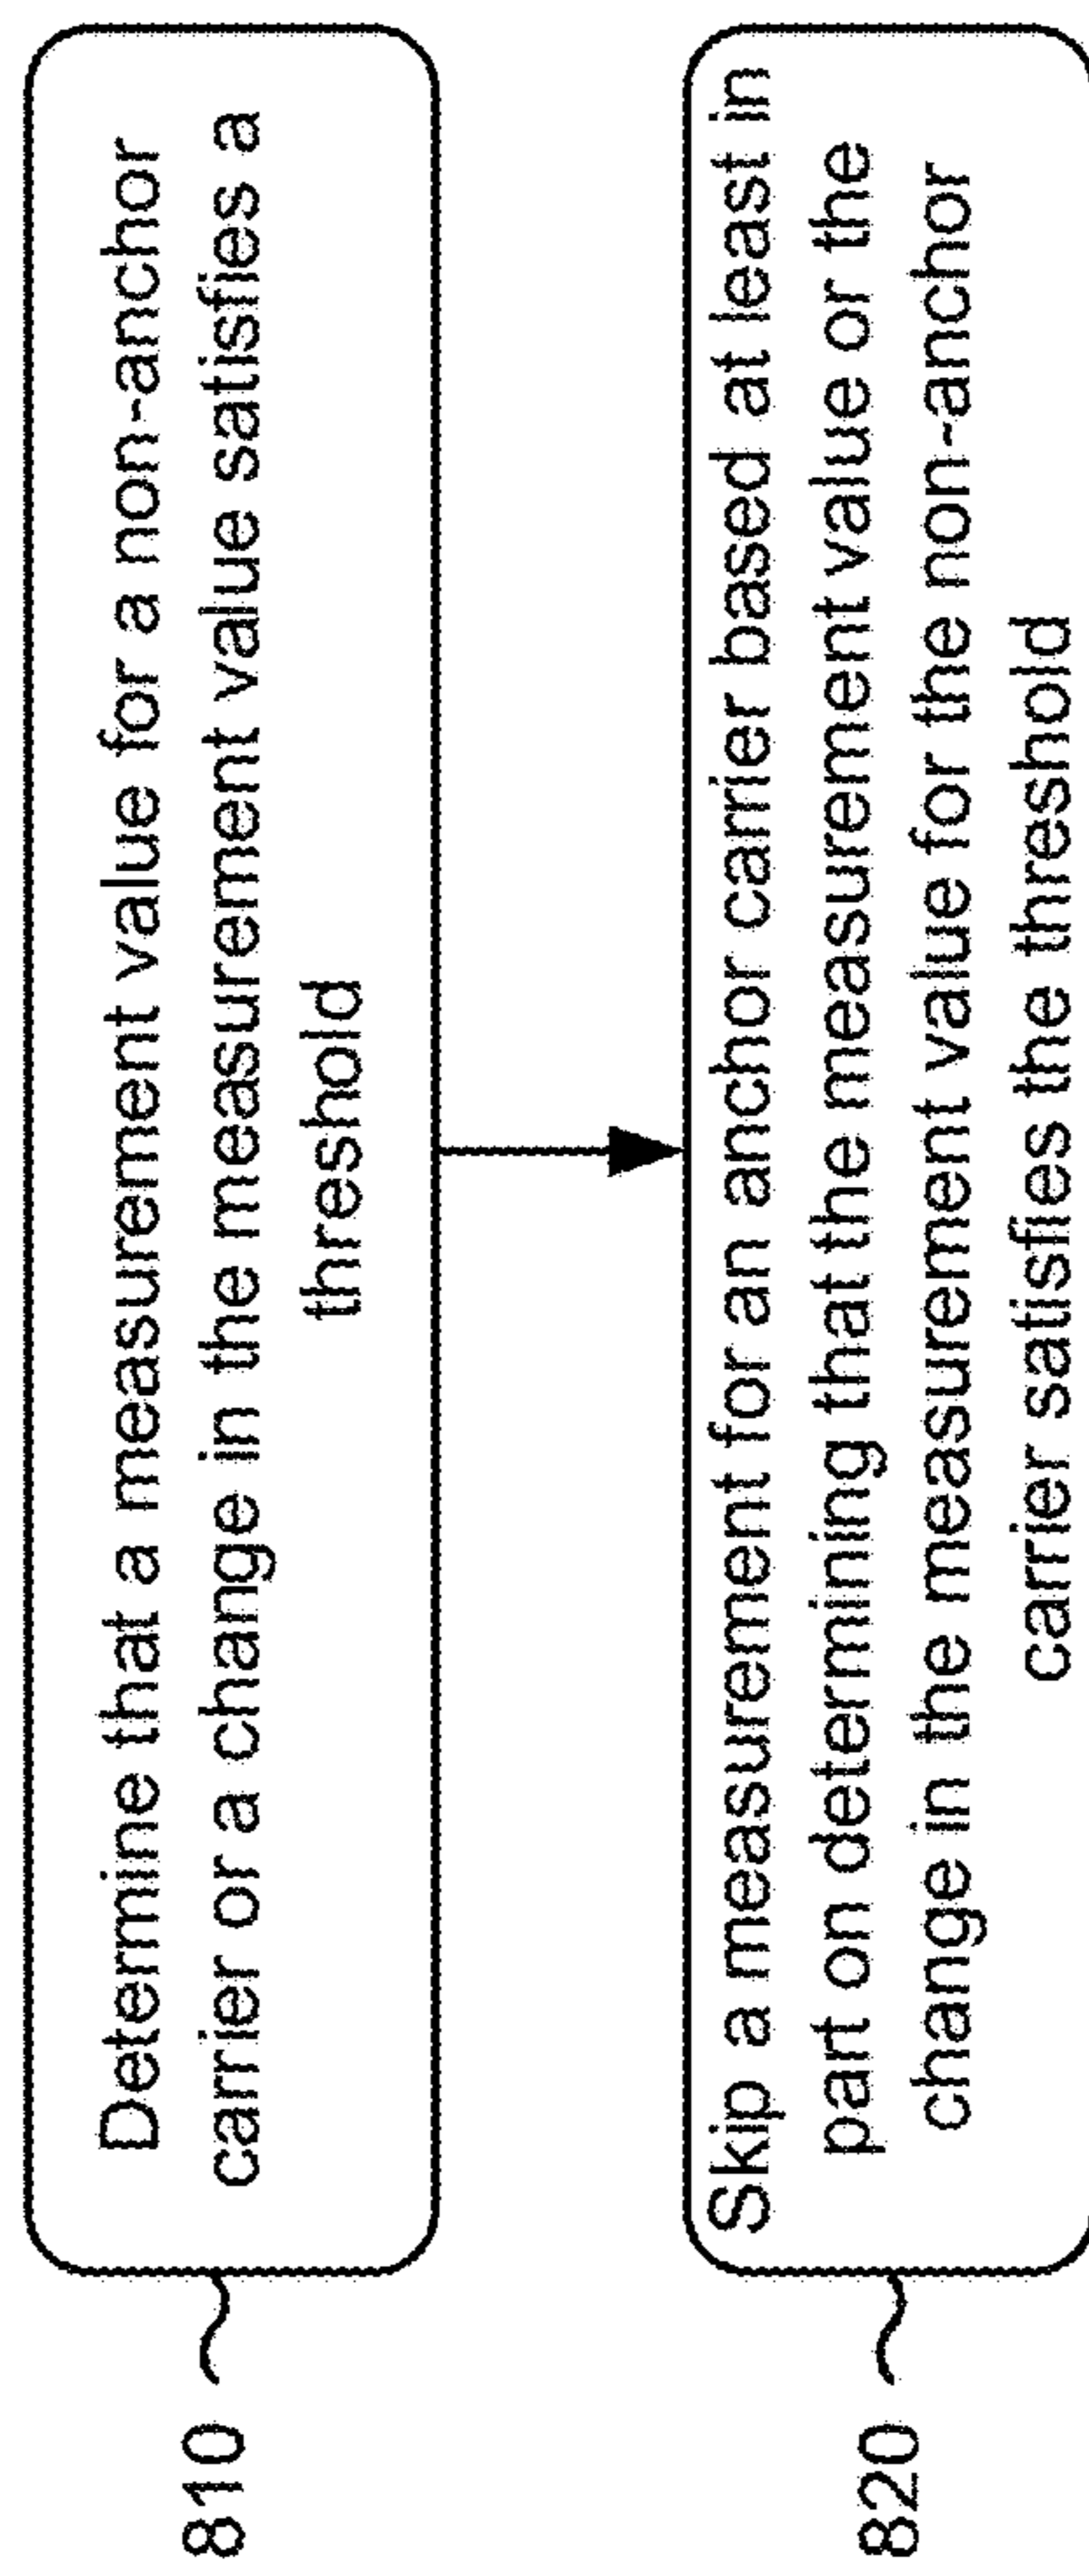 810
Determine that a measurement value for a non-anchor
carrier or a change in the measurement value satisfies a
threshold
820
Skip a measurement for an anchor carrier based at least in
part on determining that the measurement value or the
change in the measurement value for the non-anchor
carrier satisfies the threshold